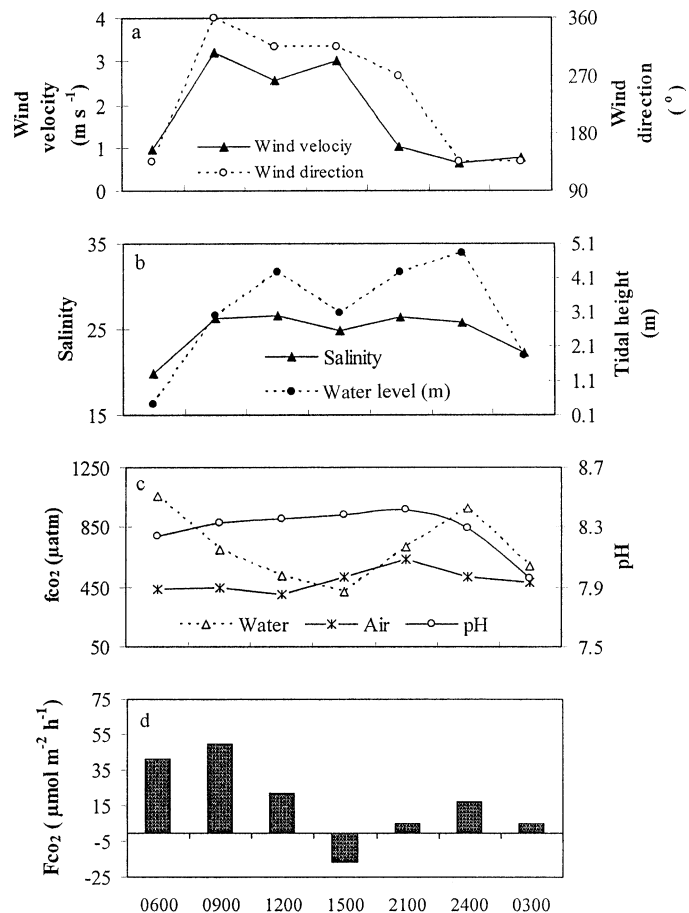 a
4
3
2
1
0
Wind velocity (m s⁻¹)
360
270
180
90
Wind direction (°)
Wind velociy
Wind direction
b
35
25
15
Salinity
5.1
4.1
3.1
2.1
1.1
0.1
Tidal height (m)
Salinity
Water level (m)
c
1250
850
450
50
fco₂ (µatm)
8.7
8.3
7.9
7.5
pH
Water Air pH
d
75
55
35
15
-5
-25
Fco₂ ( µmol m⁻² h⁻¹)
0600 0900 1200 1500 2100 2400 0300